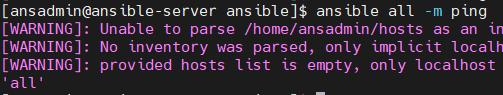 [ansadmin@ansible-server ansible]$ ansible all -m ping
[WARNING]: Unable to parse /home/ansadmin/hosts as an in
[WARNING]: No inventory was parsed, only implicit localh
[WARNING]: provided hosts list is empty, only localhost
'all'